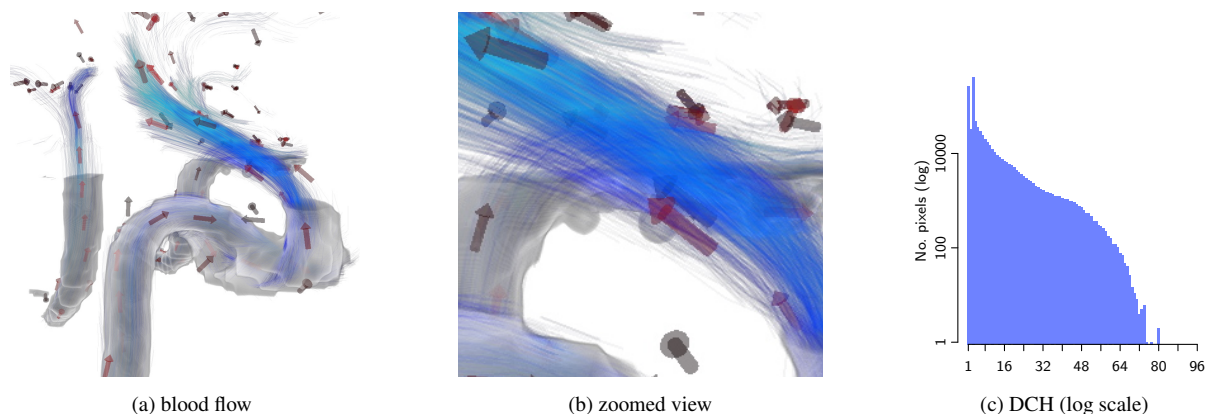 No. pixels (log)
10000
100
1
1 16 32 48 64 80 96
(a) blood flow
(b) zoomed view
(c) DCH (log scale)